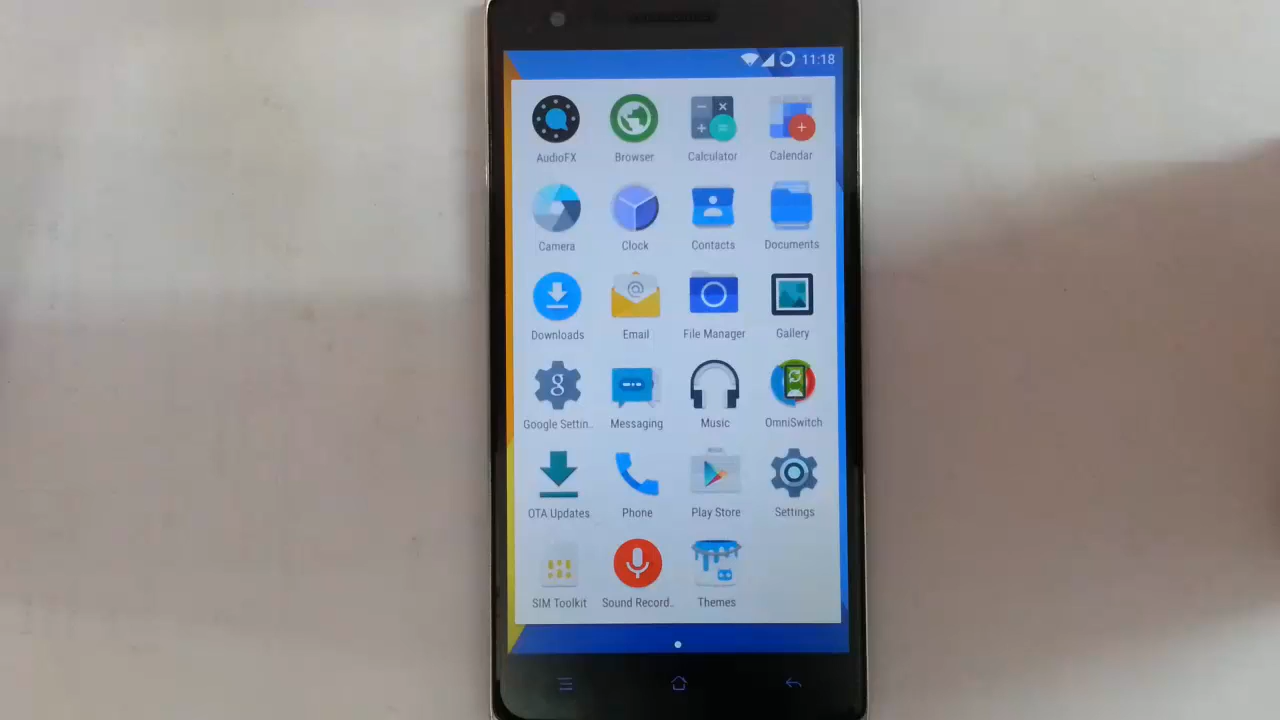 11:18
AudioFX Browser Calculator Calendar
Camera Clock Contacts Documents
Downloads Email File Manager Gallery
Google Settin.. Messaging Music OmniSwitch
OTA Updates Phone Play Store Settings
SIM Toolkit Sound Record.. Themes